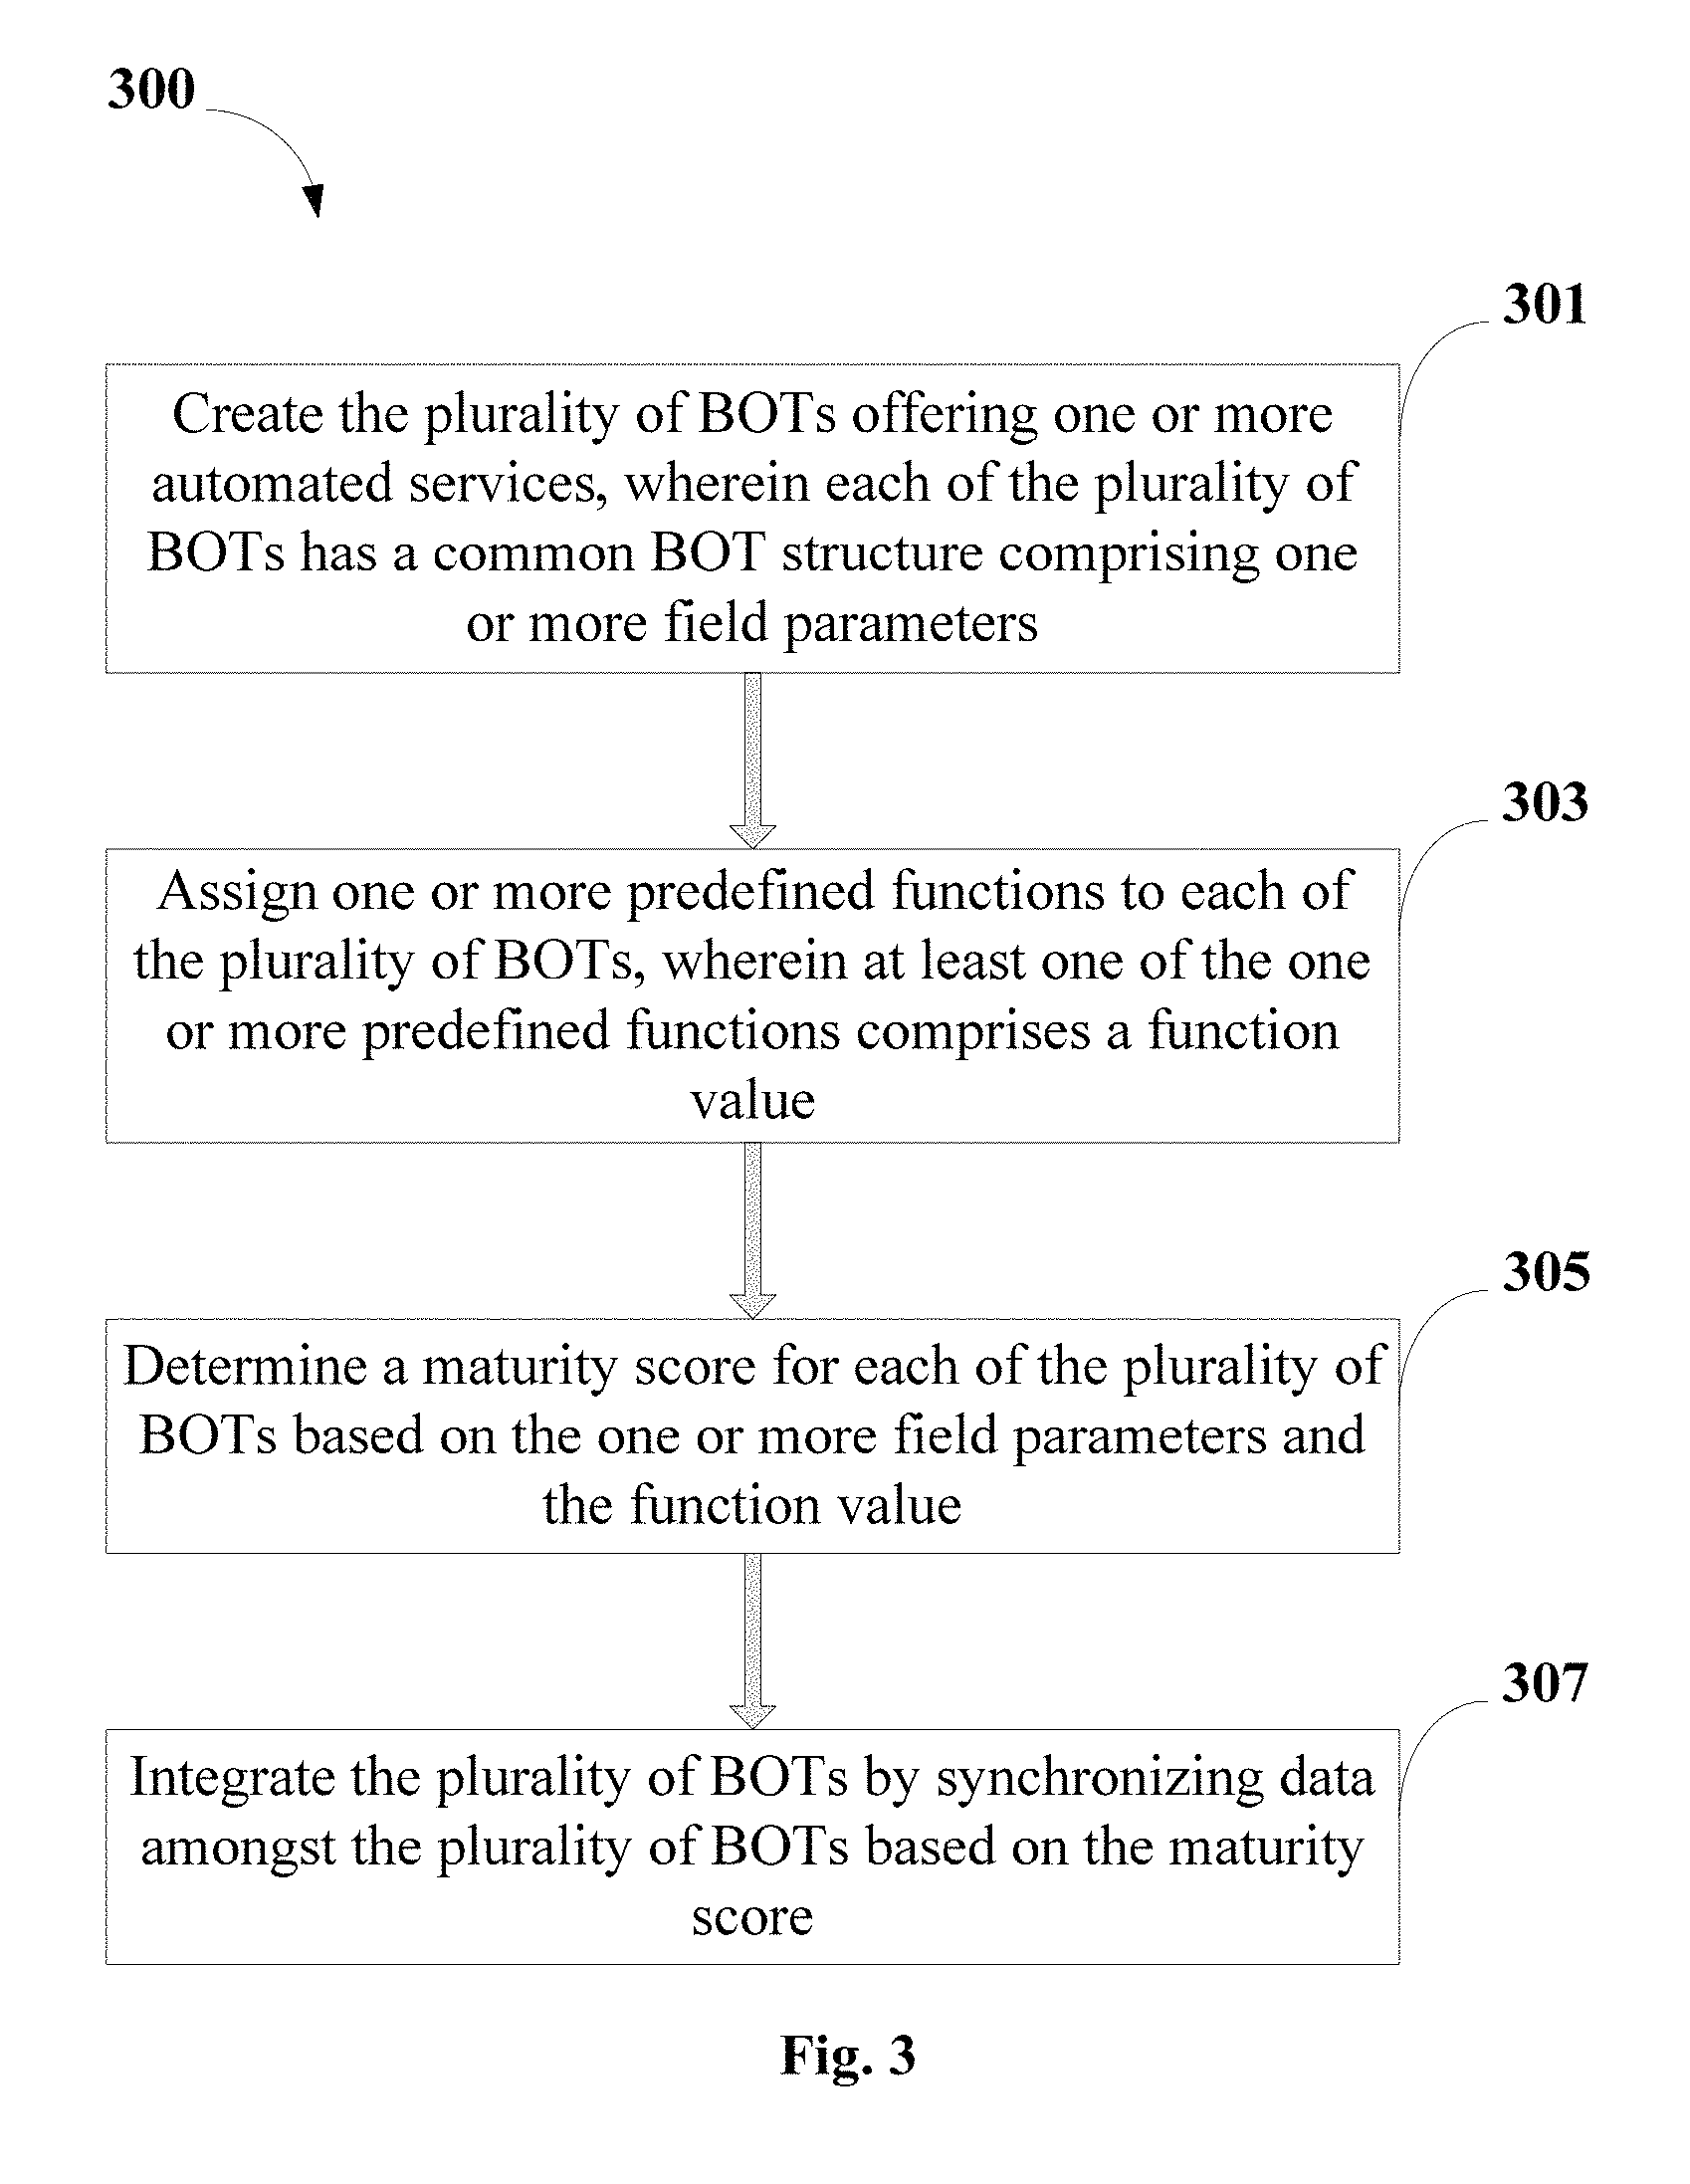 300
301
Create the plurality of BOTs offering one or more
automated services, wherein each of the plurality of
BOTs has a common BOT structure comprising one
or more field parameters
303
Assign one or more predefined functions to each of
the plurality of BOTs, wherein at least one of the one
or more predefined functions comprises a function
value
305
Determine a maturity score for each of the plurality of
BOTs based on the one or more field parameters and
the function value
307
Integrate the plurality of BOTs by synchronizing data
amongst the plurality of BOTs based on the maturity
score
Fig. 3